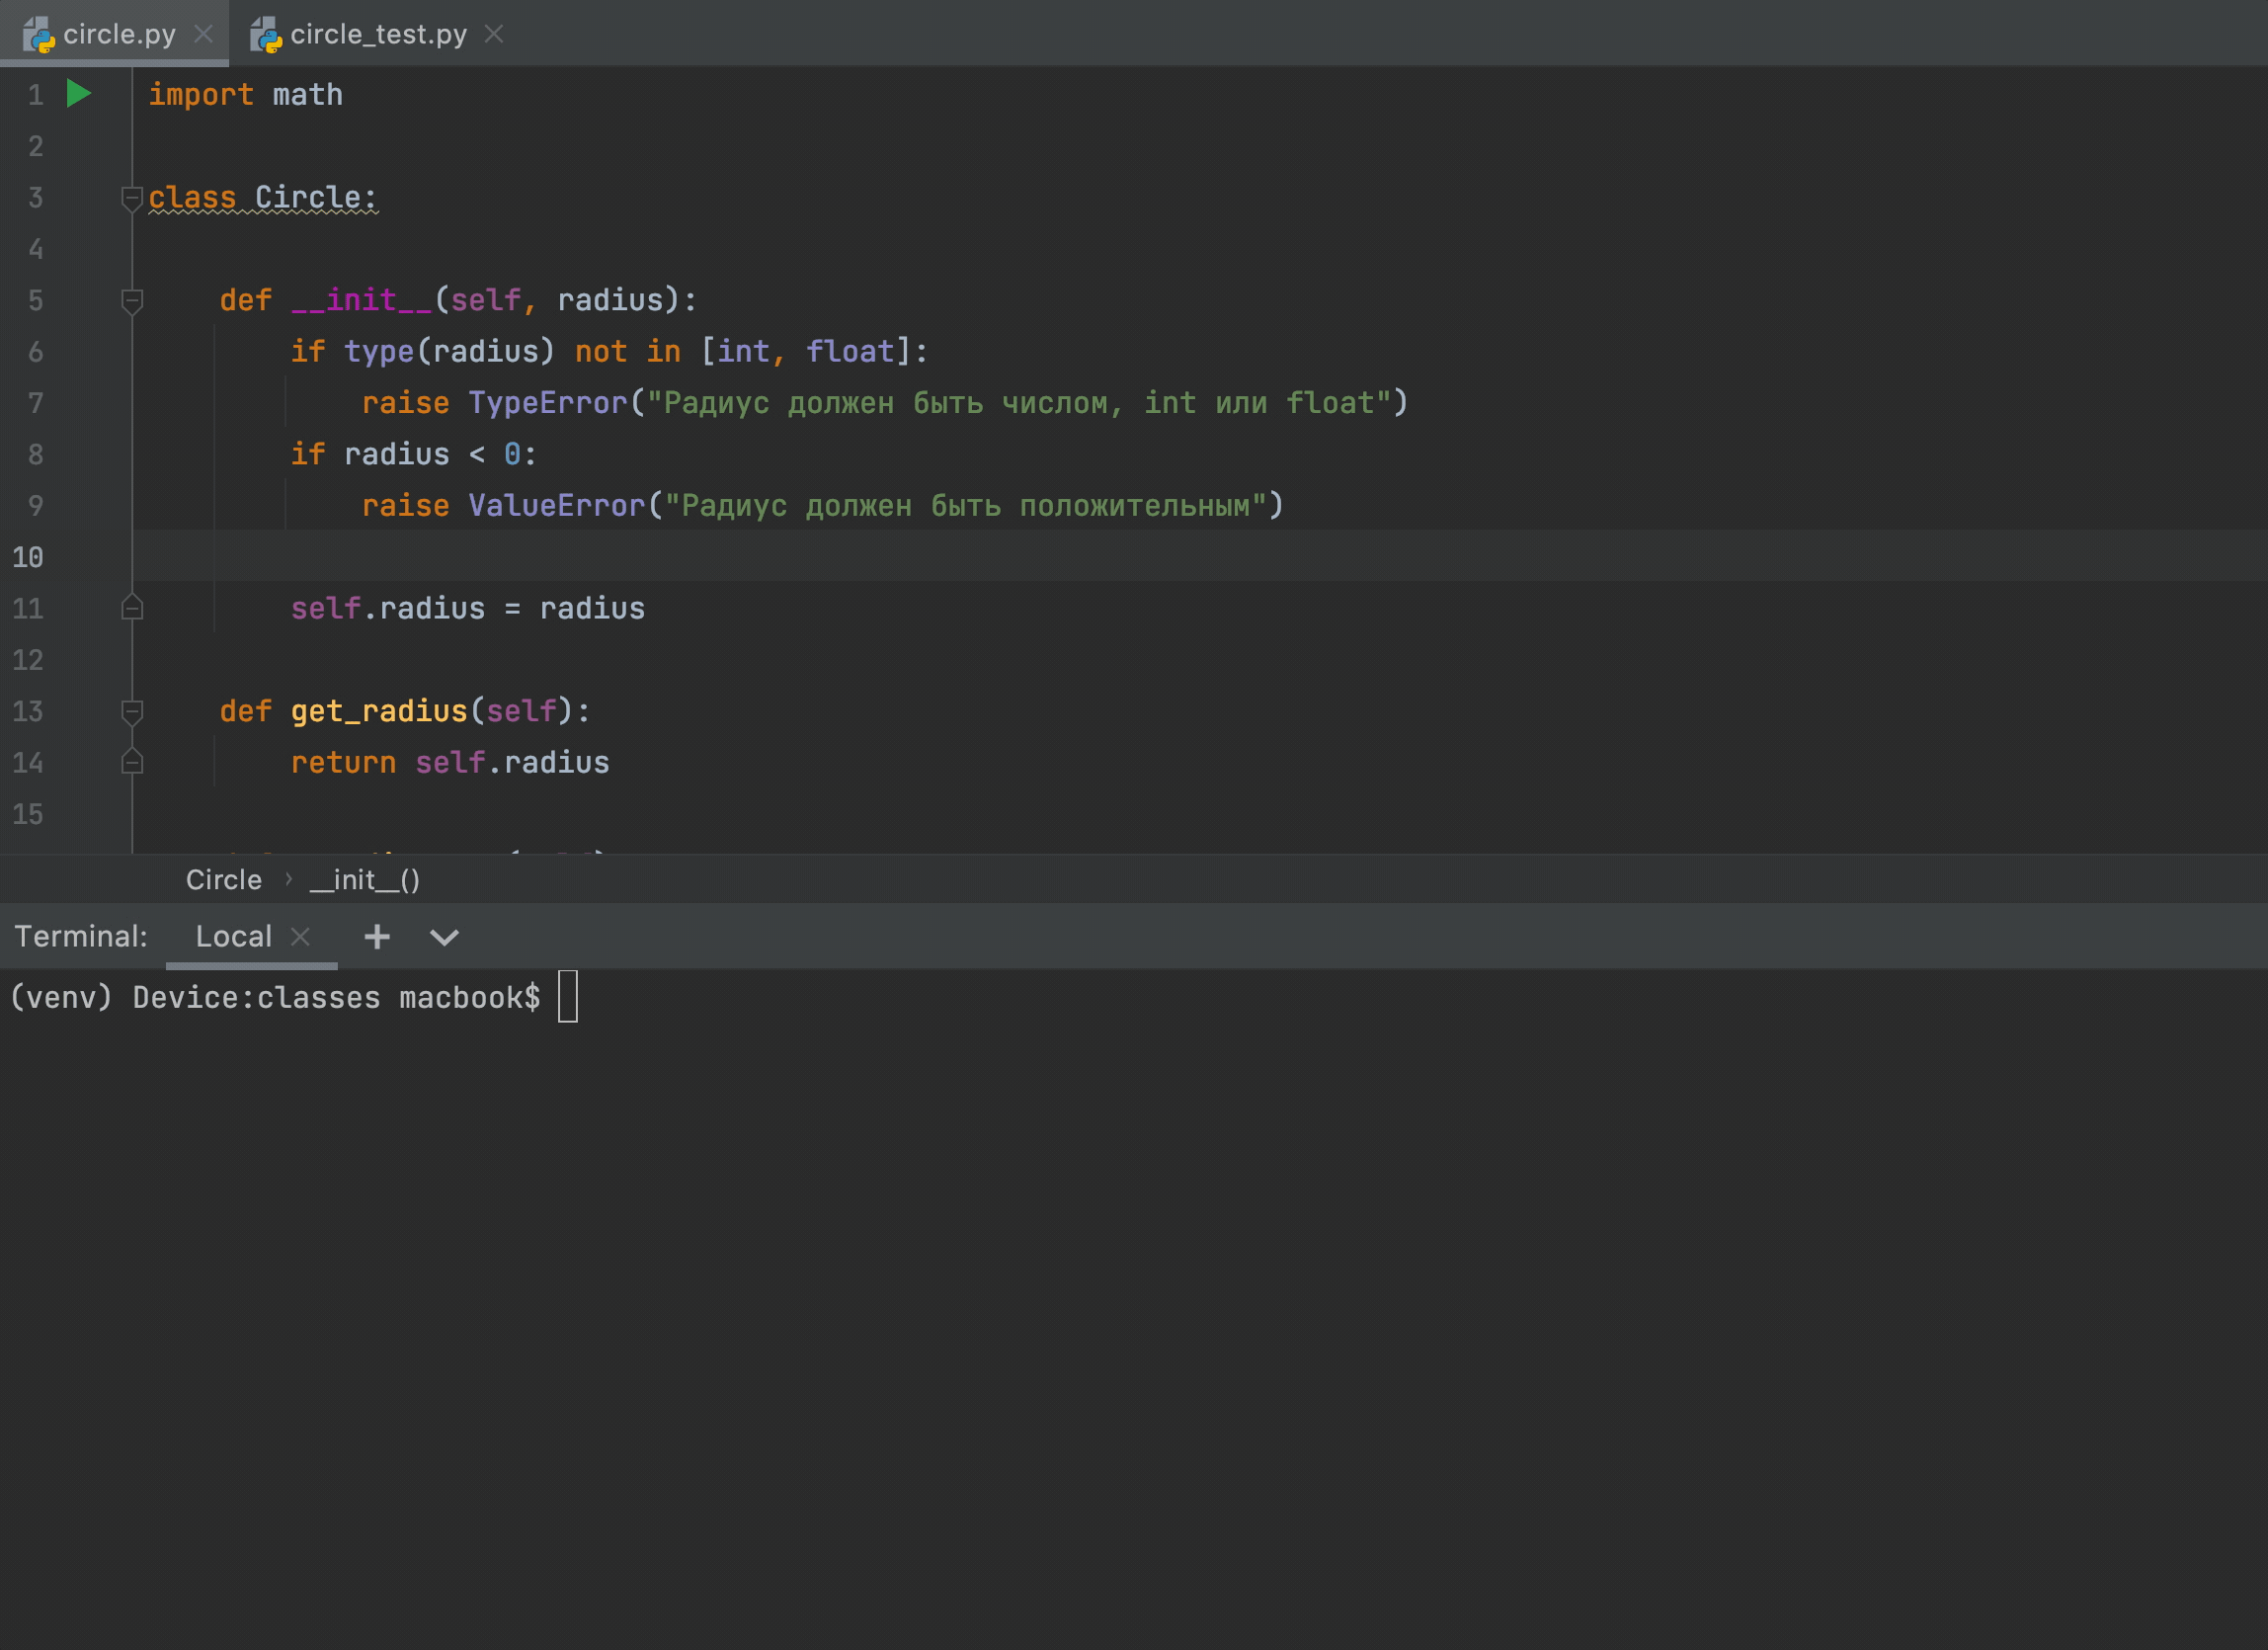 circle.py circle_test.py
1 import math
2
3 class Circle:
4
5 def __init__(self, radius):
6 if type(radius) not in [int, float]:
7 raise TypeError("Радиус должен быть числом, int или float")
8 if radius < 0:
9 raise ValueError("Радиус должен быть положительным")
10
11 self.radius = radius
12
13 def get_radius(self):
14 return self.radius
15
Circle › __init__()
Terminal: Local
(venv) Device:classes macbook$